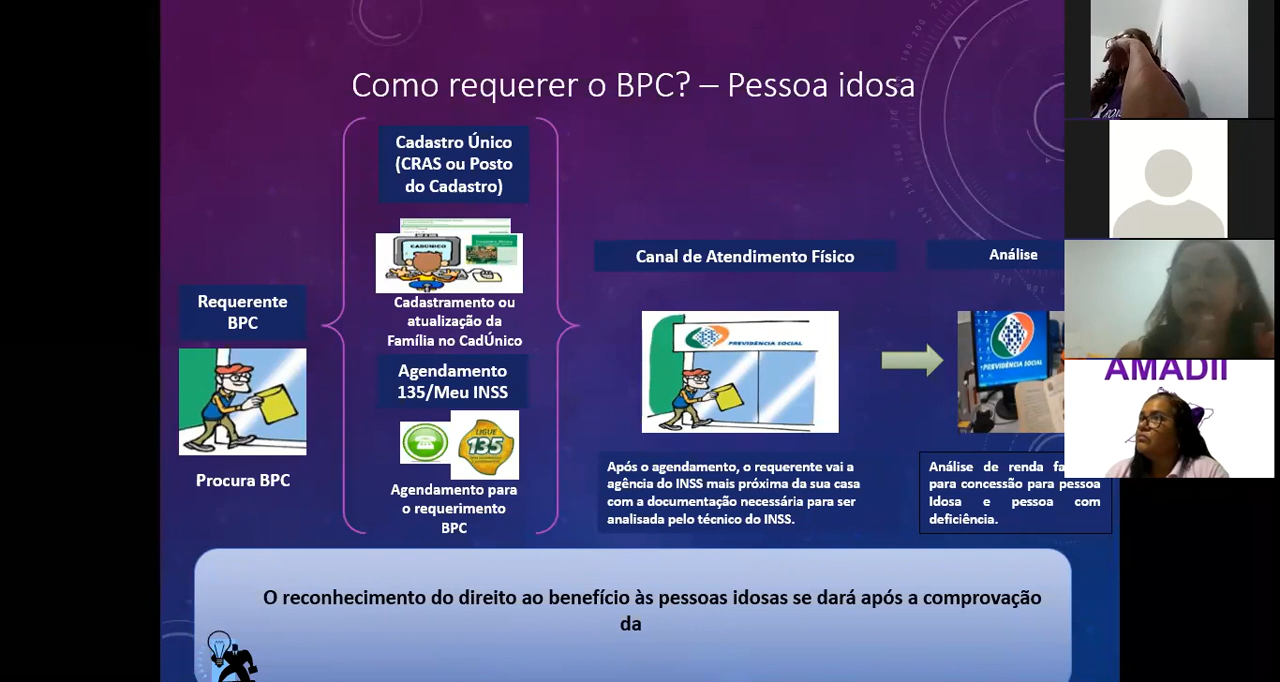 Como requerer o BPC? – Pessoa idosa
Requerente
BPC
Procura BPC
Cadastro Único
(CRAS ou Posto
do Cadastro)
CADÚNICO
Cadastramento ou
atualização da
Família no CadÚnico
Agendamento
135/Meu INSS
LIGUE
135
Agendamento para
o requerimento
BPC
Canal de Atendimento Físico
PREVIDÊNCIA SOCIAL
Após o agendamento, o requerente vai a
agência do INSS mais próxima da sua casa
com a documentação necessária para ser
analisada pelo técnico do INSS.
Análise
PREVIDÊNCIA SOCIAL
Análise de renda fa
para concessão para pessoa
Idosa e pessoa com
deficiência.
O reconhecimento do direito ao benefício às pessoas idosas se dará após a comprovação
da
AMADII